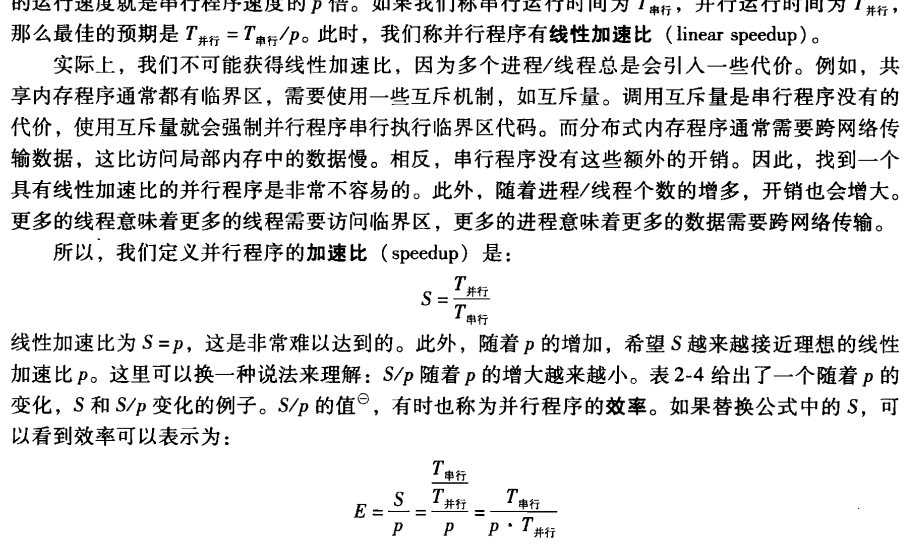 的运行速度就是串行程序速度的 p 倍。如果我们称串行运行时间为 T串行，并行运行时间为 T并行，
那么最佳的预期是 T并行 = T串行/p。此时，我们称并行程序有线性加速比（linear speedup）。
实际上，我们不可能获得线性加速比，因为多个进程/线程总是会引入一些代价。例如，共
享内存程序通常都有临界区，需要使用一些互斥机制，如互斥量。调用互斥量是串行程序没有的
代价，使用互斥量就会强制并行程序串行执行临界区代码。而分布式内存程序通常需要跨网络传
输数据，这比访问局部内存中的数据慢。相反，串行程序没有这些额外的开销。因此，找到一个
具有线性加速比的并行程序是非常不容易的。此外，随着进程/线程个数的增多，开销也会增大。
更多的线程意味着更多的线程需要访问临界区，更多的进程意味着更多的数据需要跨网络传输。
所以，我们定义并行程序的加速比（speedup）是：
S = T并行 / T串行
线性加速比为 S = p，这是非常难以达到的。此外，随着 p 的增加，希望 S 越来越接近理想的线性
加速比 p。这里可以换一种说法来理解：S/p 随着 p 的增大越来越小。表 2-4 给出了一个随着 p 的
变化，S 和 S/p 变化的例子。S/p 的值㊀，有时也称为并行程序的效率。如果替换公式中的 S，可
以看到效率可以表示为：
E = S/p = (T串行/T并行)/p = T串行/(p · T并行)